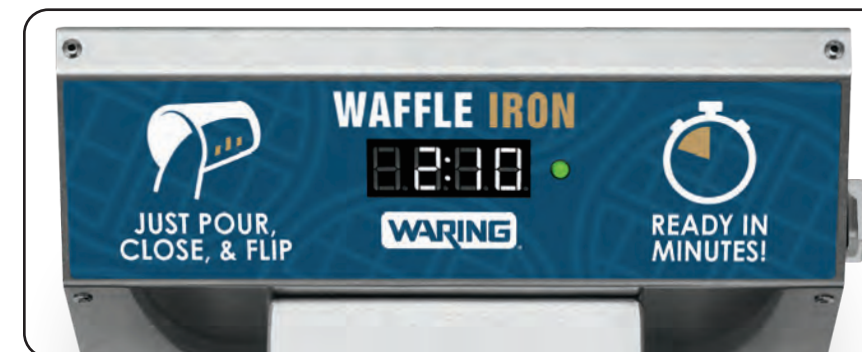 WAFFLE IRON
2:10
WARING
JUST POUR,
CLOSE, & FLIP
READY IN
MINUTES!